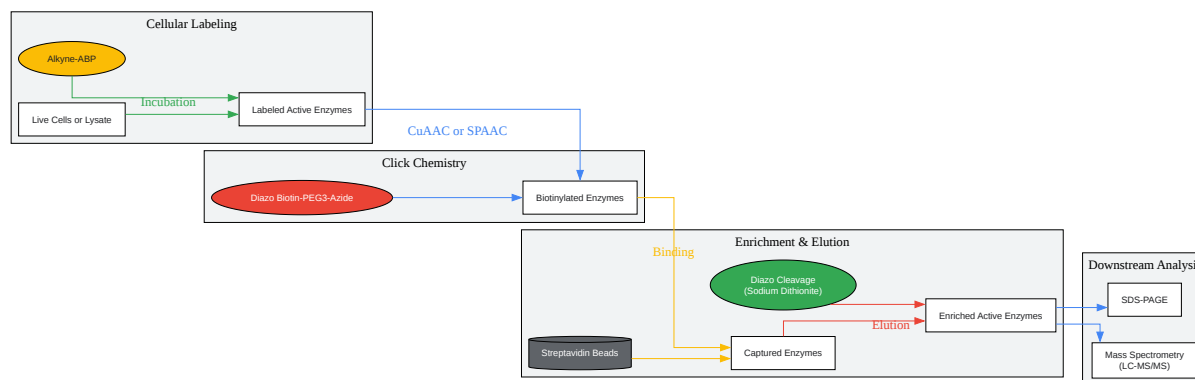 Cellular Labeling
Alkyne-ABP
Incubation
Live Cells or Lysate
Labeled Active Enzymes
CuAAC or SPAAC
Click Chemistry
Diazo Biotin-PEG3-Azide
Biotinylated Enzymes
Enrichment & Elution
Binding
Diazo Cleavage
(Sodium Dithionite)
Elution
Enriched Active Enzymes
Streptavidin Beads
Captured Enzymes
Downstream Analysis
SDS-PAGE
Mass Spectrometry
(LC-MS/MS)